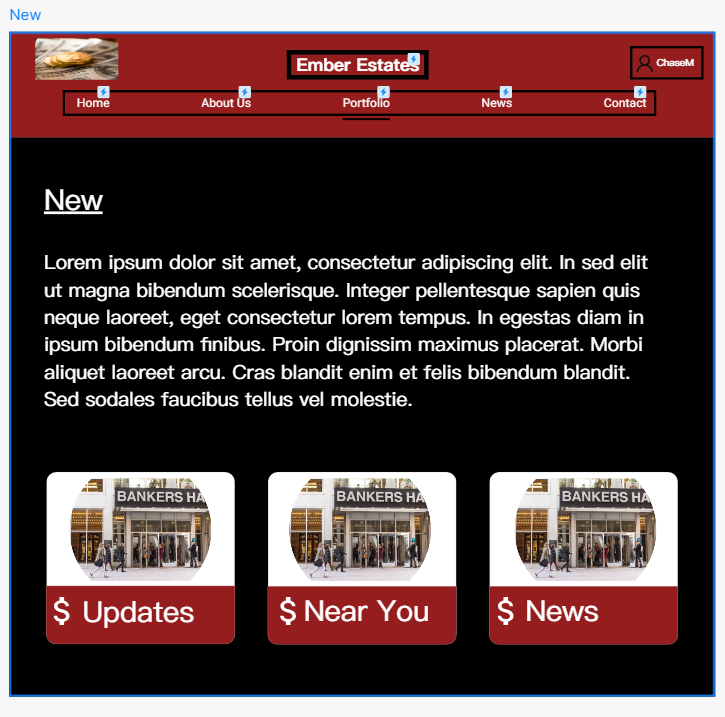 New
Ember Estates
ChaseM
Home About Us Portfolio News Contact
New
Lorem ipsum dolor sit amet, consectetur adipiscing elit. In sed elit
ut magna bibendum scelerisque. Integer pellentesque sapien quis
neque laoreet, eget consectetur lorem tempus. In egestas diam in
ipsum bibendum finibus. Proin dignissim maximus placerat. Morbi
aliquet laoreet arcu. Cras blandit enim et felis bibendum blandit.
Sed sodales faucibus tellus vel molestie.
BANKERS HA BANKERS HA BANKERS HA
$ Updates $ Near You $ News